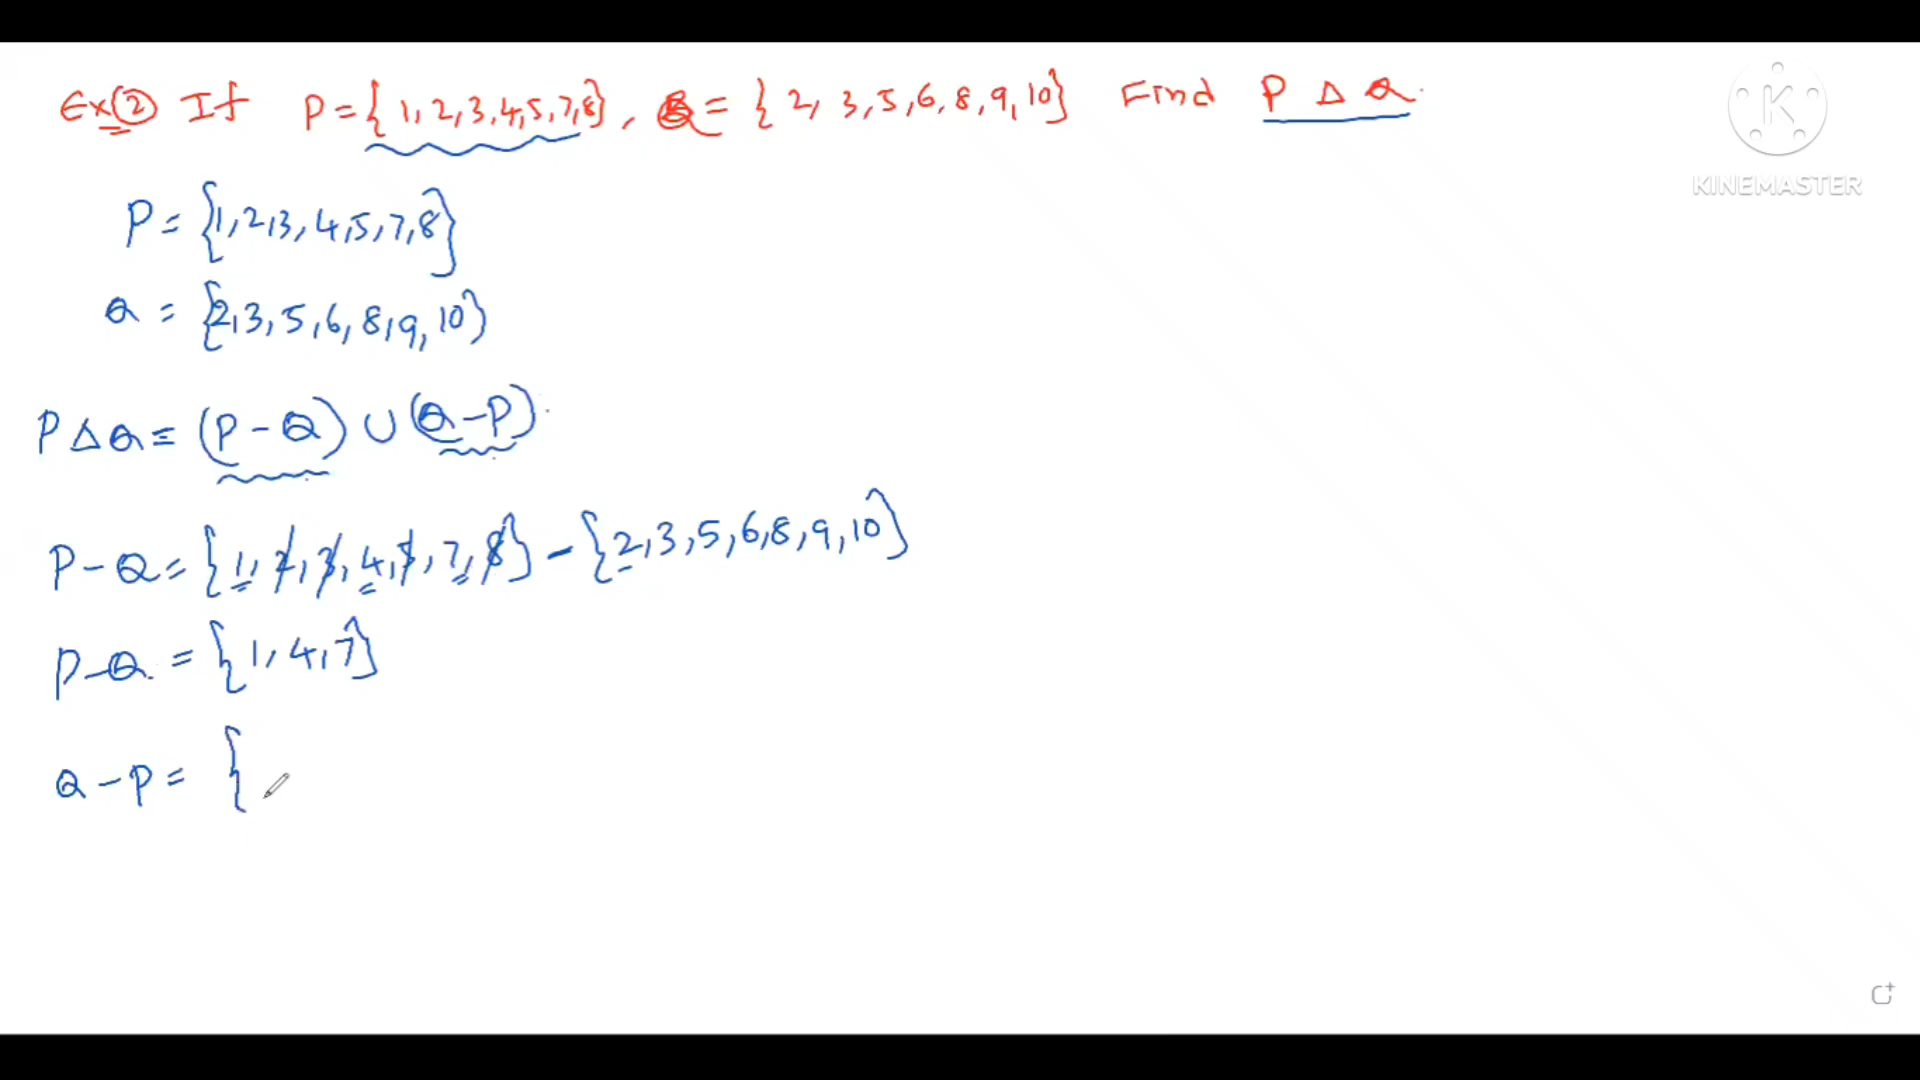 Ex② If P = { 1, 2, 3, 4, 5, 7, 8 } , Q = { 2, 3, 5, 6, 8, 9, 10 } Find P Δ Q.
KINEMASTER
P = {1, 2, 3, 4, 5, 7, 8}
Q = {2, 3, 5, 6, 8, 9, 10}
P Δ Q = (P - Q) ∪ (Q - P).
P - Q = {1, 2, 3, 4, 5, 7, 8} - {2, 3, 5, 6, 8, 9, 10}
P - Q = {1, 4, 7}
Q - P = {